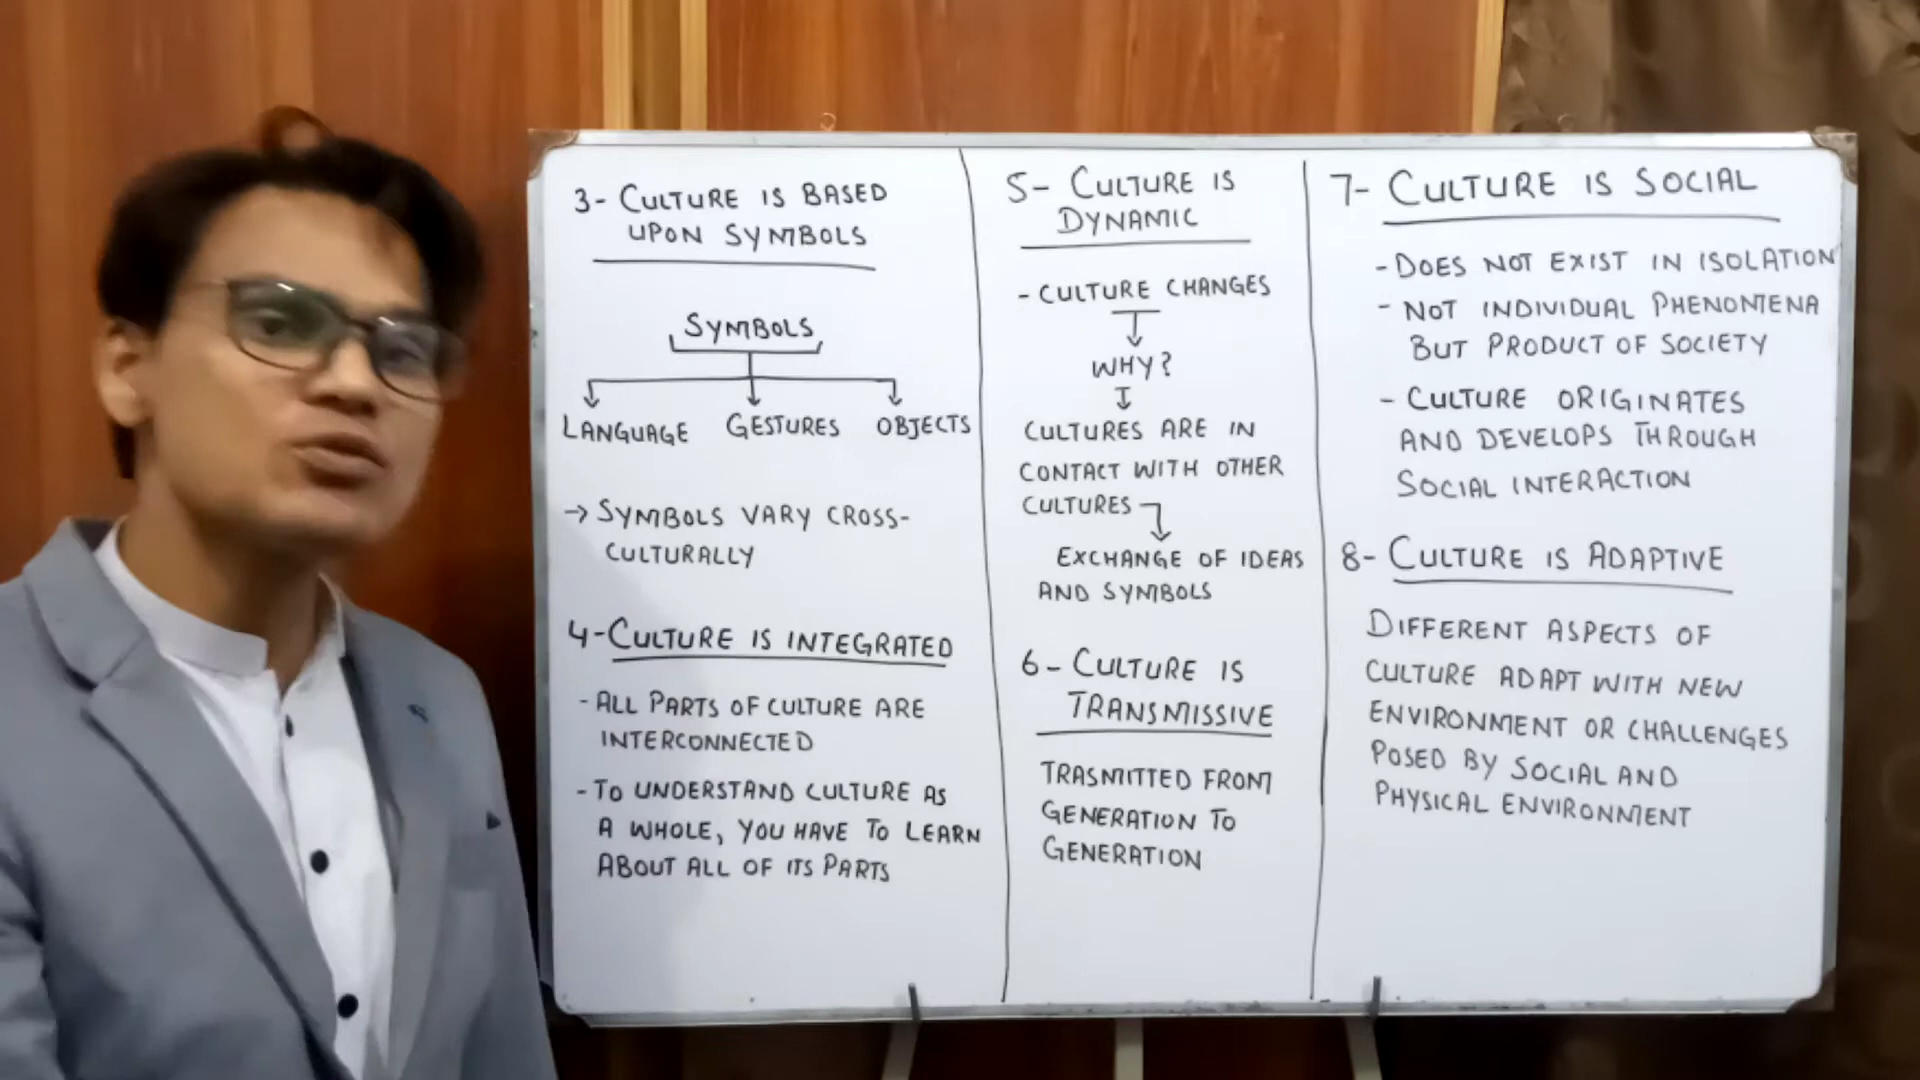 3- CULTURE IS BASED
UPON SYMBOLS
SYMBOLS
LANGUAGE GESTURES OBJECTS
→ SYMBOLS VARY CROSS-
CULTURALLY
4- CULTURE IS INTEGRATED
- ALL PARTS OF CULTURE ARE
INTERCONNECTED
- TO UNDERSTAND CULTURE AS
A WHOLE, YOU HAVE TO LEARN
ABOUT ALL OF ITS PARTS
5- CULTURE IS
DYNAMIC
- CULTURE CHANGES
WHY?
CULTURES ARE IN
CONTACT WITH OTHER
CULTURES
EXCHANGE OF IDEAS
AND SYMBOLS
6- CULTURE IS
TRANSMISSIVE
TRASMITTED FROM
GENERATION TO
GENERATION
7- CULTURE IS SOCIAL
- DOES NOT EXIST IN ISOLATION
- NOT INDIVIDUAL PHENOMENA
BUT PRODUCT OF SOCIETY
- CULTURE ORIGINATES
AND DEVELOPS THROUGH
SOCIAL INTERACTION
8- CULTURE IS ADAPTIVE
DIFFERENT ASPECTS OF
CULTURE ADAPT WITH NEW
ENVIRONMENT OR CHALLENGES
POSED BY SOCIAL AND
PHYSICAL ENVIRONMENT